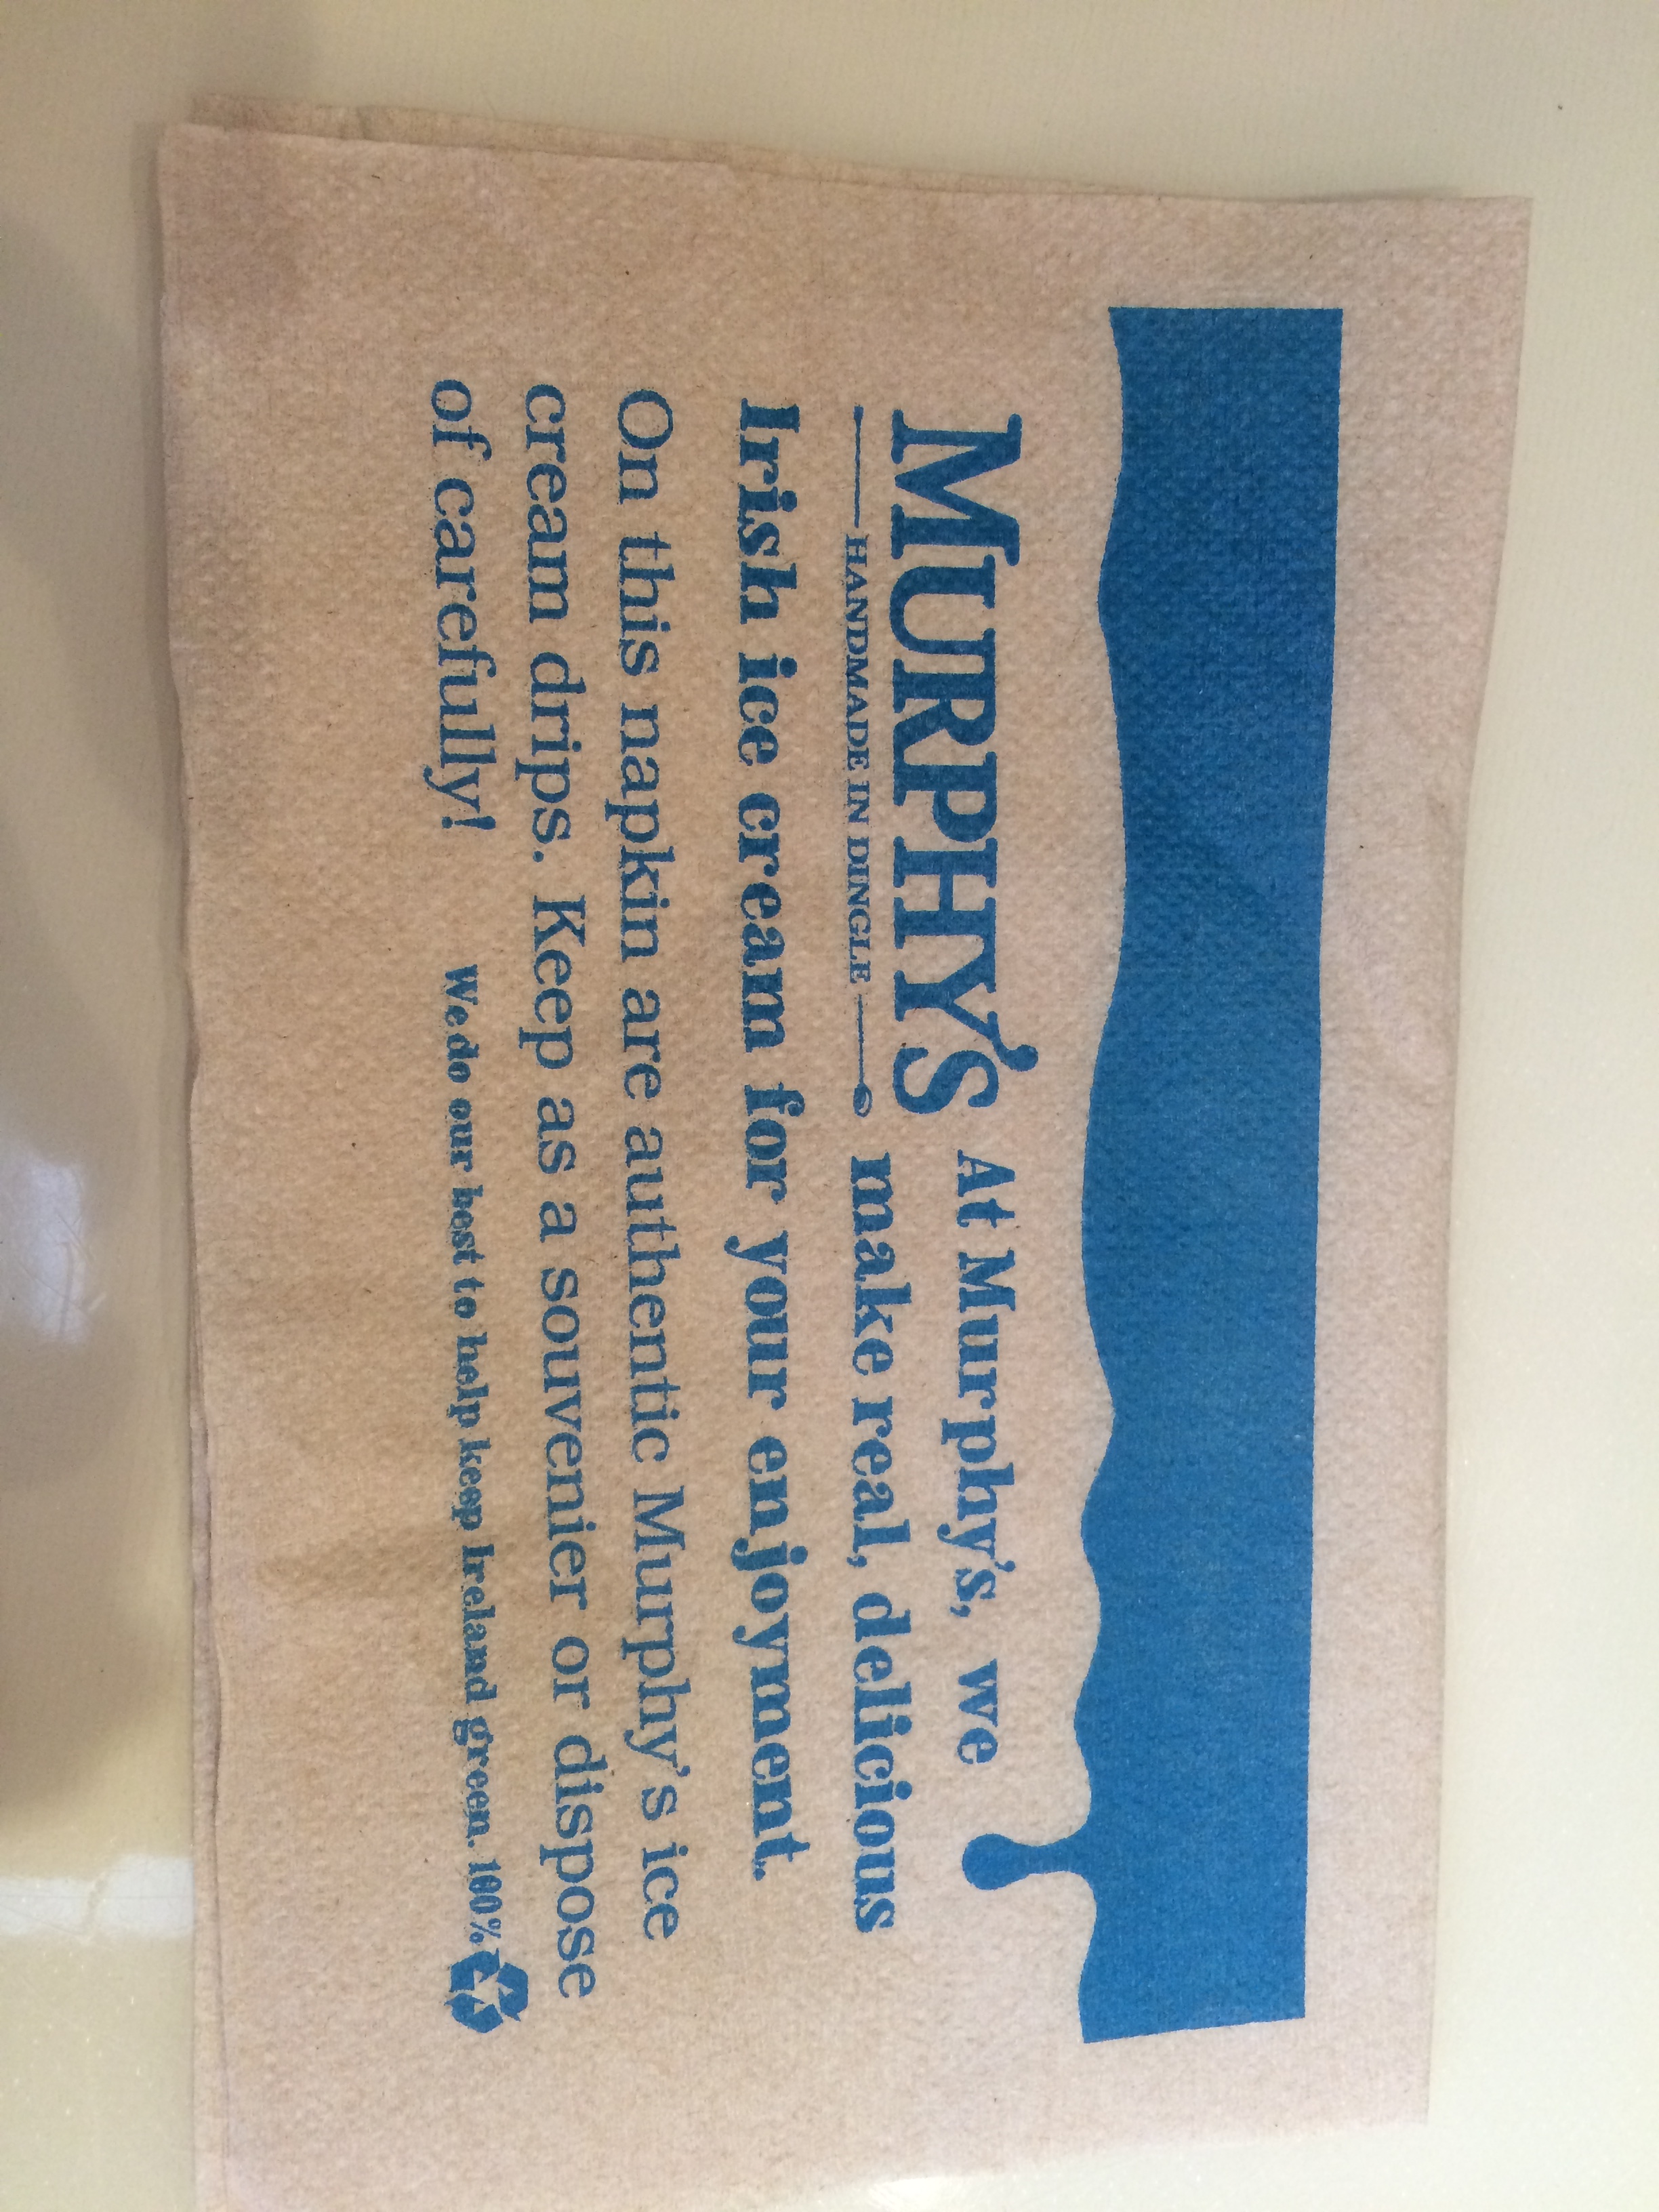 MURPHY'S At Murphy's, we
HANDMADE IN DINGLE make real, delicious
Irish ice cream for your enjoyment.
On this napkin are authentic Murphy's ice
cream drips. Keep as a souvenier or dispose
of carefully! We do our best to help keep Ireland green. 100%